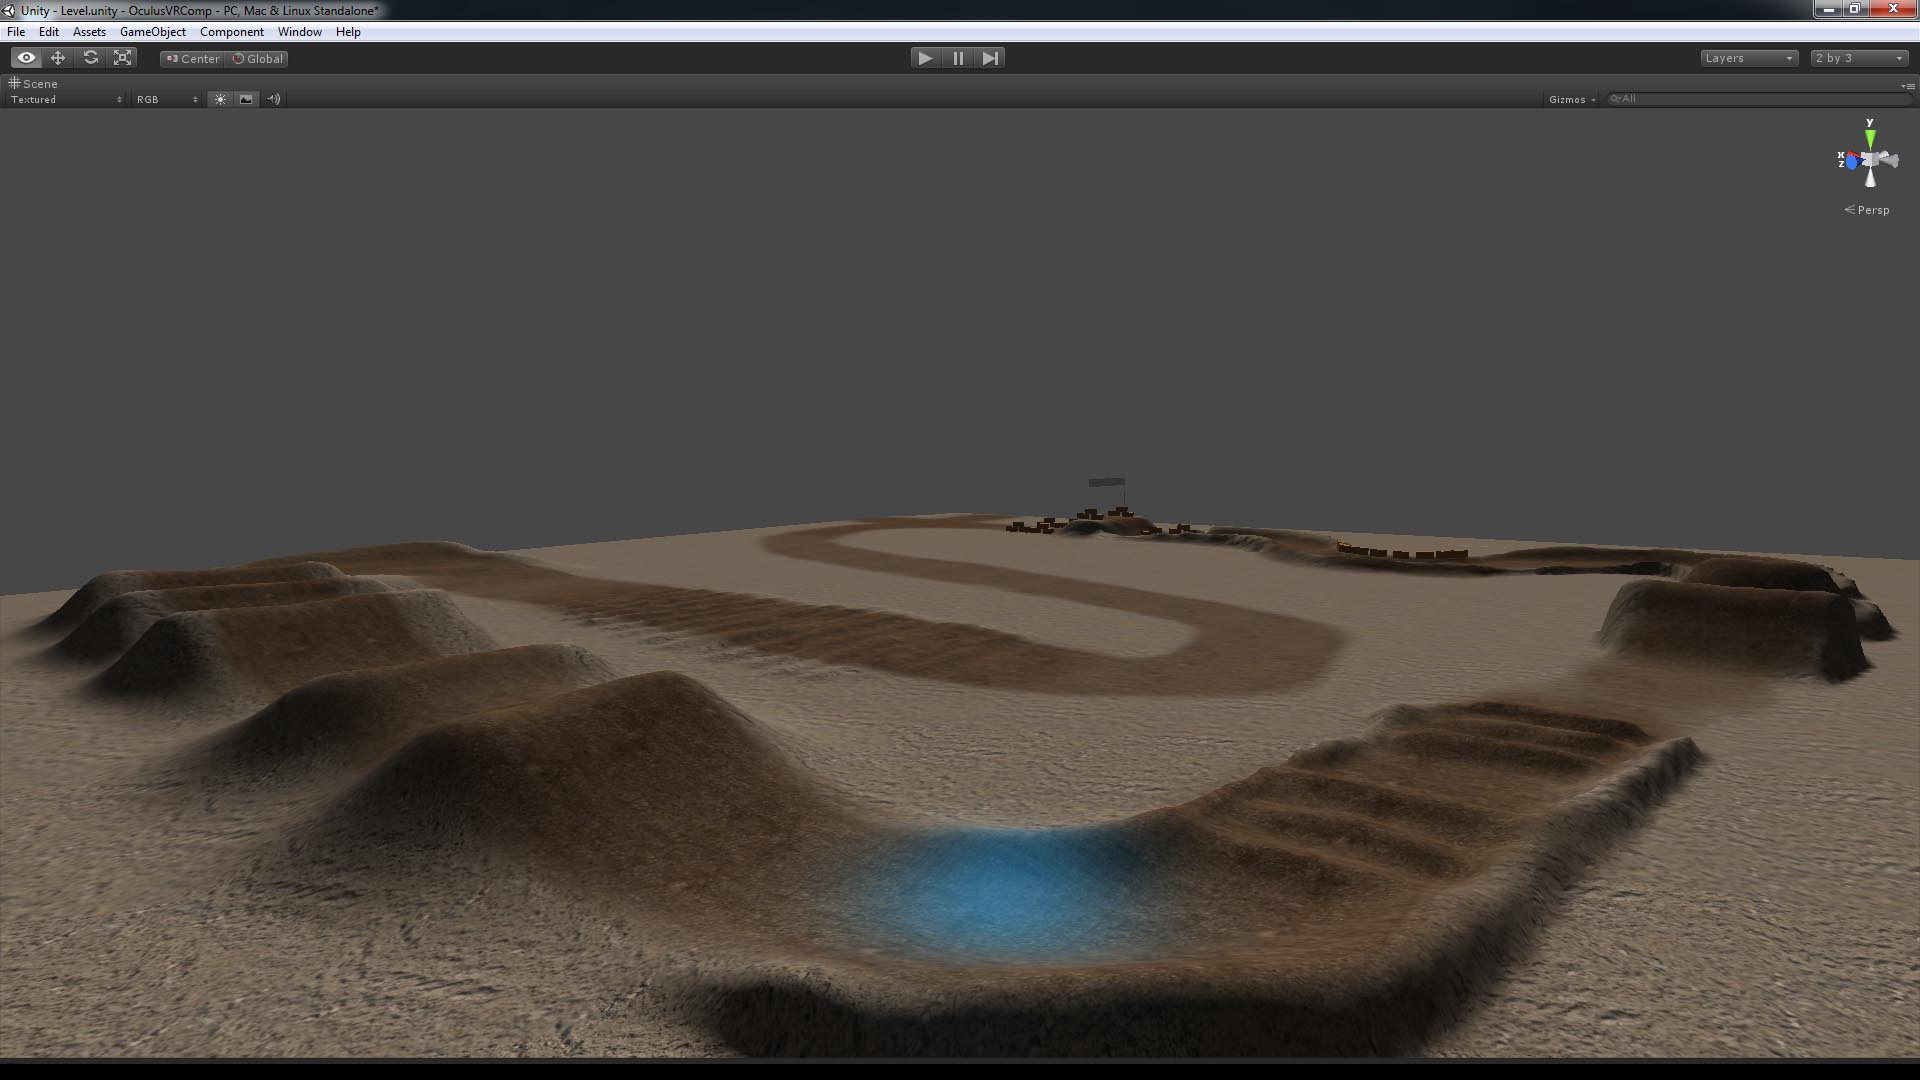 Unity - Level.unity - OculusVRComp - PC, Mac & Linux Standalone*
File Edit Assets GameObject Component Window Help
Center Global Layers 2 by 3
Scene
Textured RGB Gizmos All
y
x
z
Persp